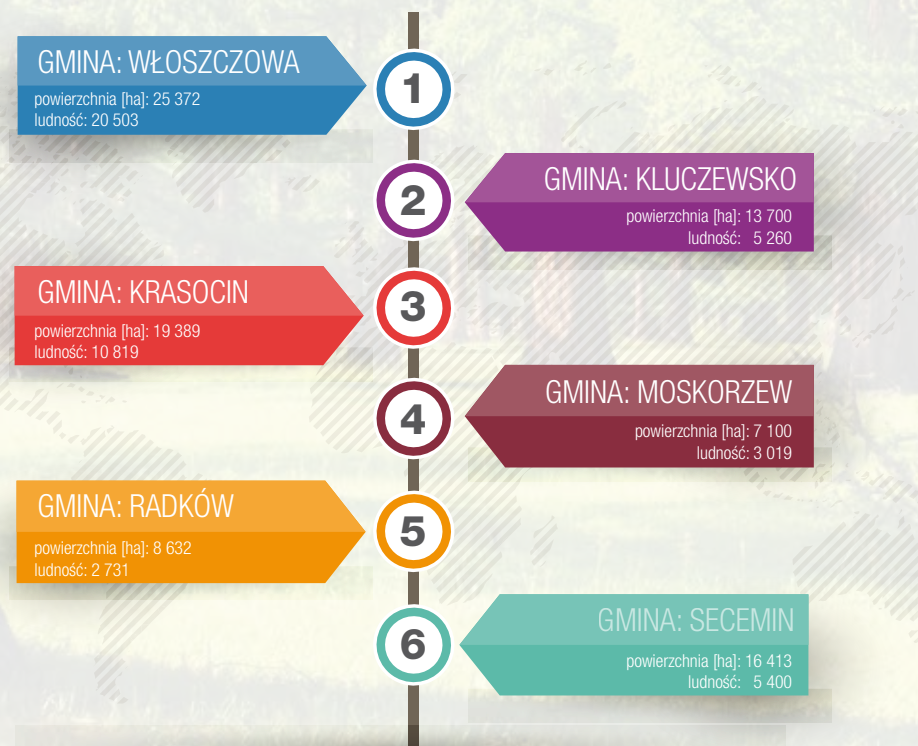 GMINA: WŁOSZCZOWA
powierzchnia [ha]: 25 372
ludność: 20 503
1
GMINA: KLUCZEWSKO
powierzchnia [ha]: 13 700
ludność: 5 260
2
GMINA: KRASOCIN
powierzchnia [ha]: 19 389
ludność: 10 819
3
GMINA: MOSKORZEW
powierzchnia [ha]: 7 100
ludność: 3 019
4
GMINA: RADKÓW
powierzchnia [ha]: 8 632
ludność: 2 731
5
GMINA: SECEMIN
powierzchnia [ha]: 16 413
ludność: 5 400
6